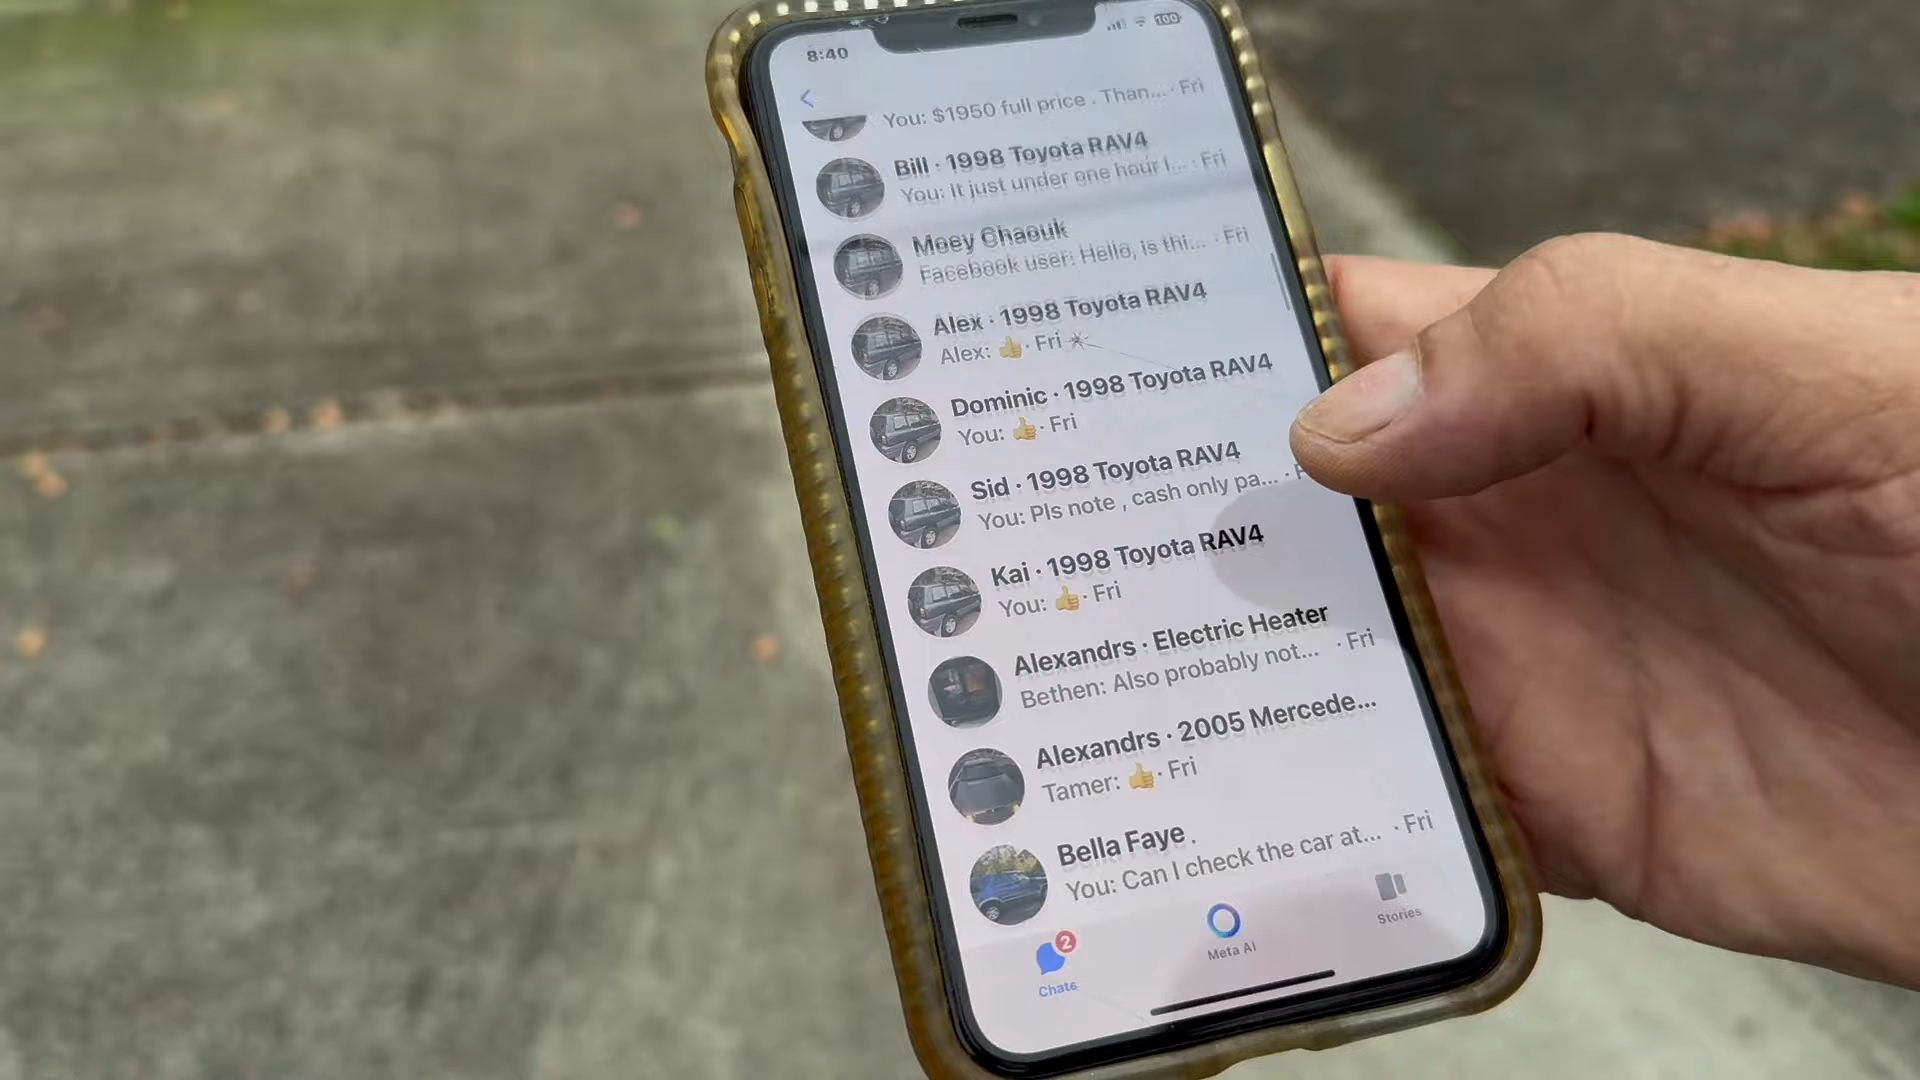 8:40
100
You: $1950 full price . Than... · Fri
Bill · 1998 Toyota RAV4
You: It just under one hour l... · Fri
Moey Chaouk
Facebook user: Hello, is thi... · Fri
Alex · 1998 Toyota RAV4
Alex: 👍 · Fri
Dominic · 1998 Toyota RAV4
You: 👍 · Fri
Sid · 1998 Toyota RAV4
You: Pls note , cash only pa... ·
Kai · 1998 Toyota RAV4
You: 👍 · Fri
Alexandrs · Electric Heater
Bethen: Also probably not... · Fri
Alexandrs · 2005 Mercede...
Tamer: 👍 · Fri
Bella Faye .
You: Can I check the car at... · Fri
2
Chats
Meta AI
Stories